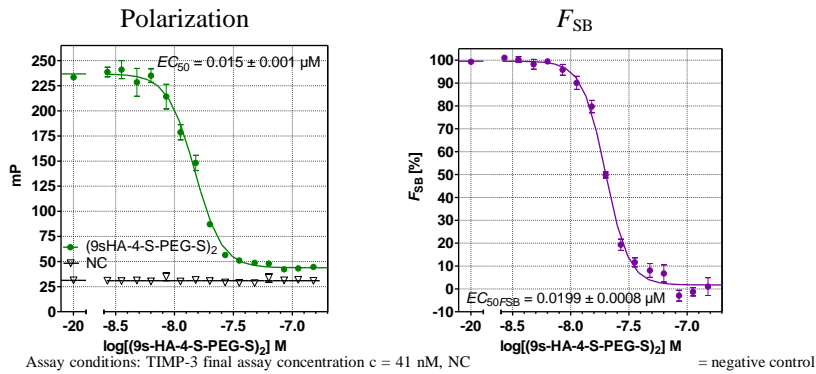 Polarization
F_SB
EC50 = 0.015 ± 0.001 µM
250
225
200
175
150
125
100
75
50
25
0
mP
(9sHA-4-S-PEG-S)2
NC
-20 -8.5 -8.0 -7.5 -7.0
log[(9s-HA-4-S-PEG-S)2] M
100
90
80
70
60
50
40
30
20
10
0
-10
FSB [%]
EC50FSB = 0.0199 ± 0.0008 µM
-20 -8.5 -8.0 -7.5 -7.0
log[(9s-HA-4-S-PEG-S)2] M
Assay conditions: TIMP-3 final assay concentration c = 41 nM, NC = negative control